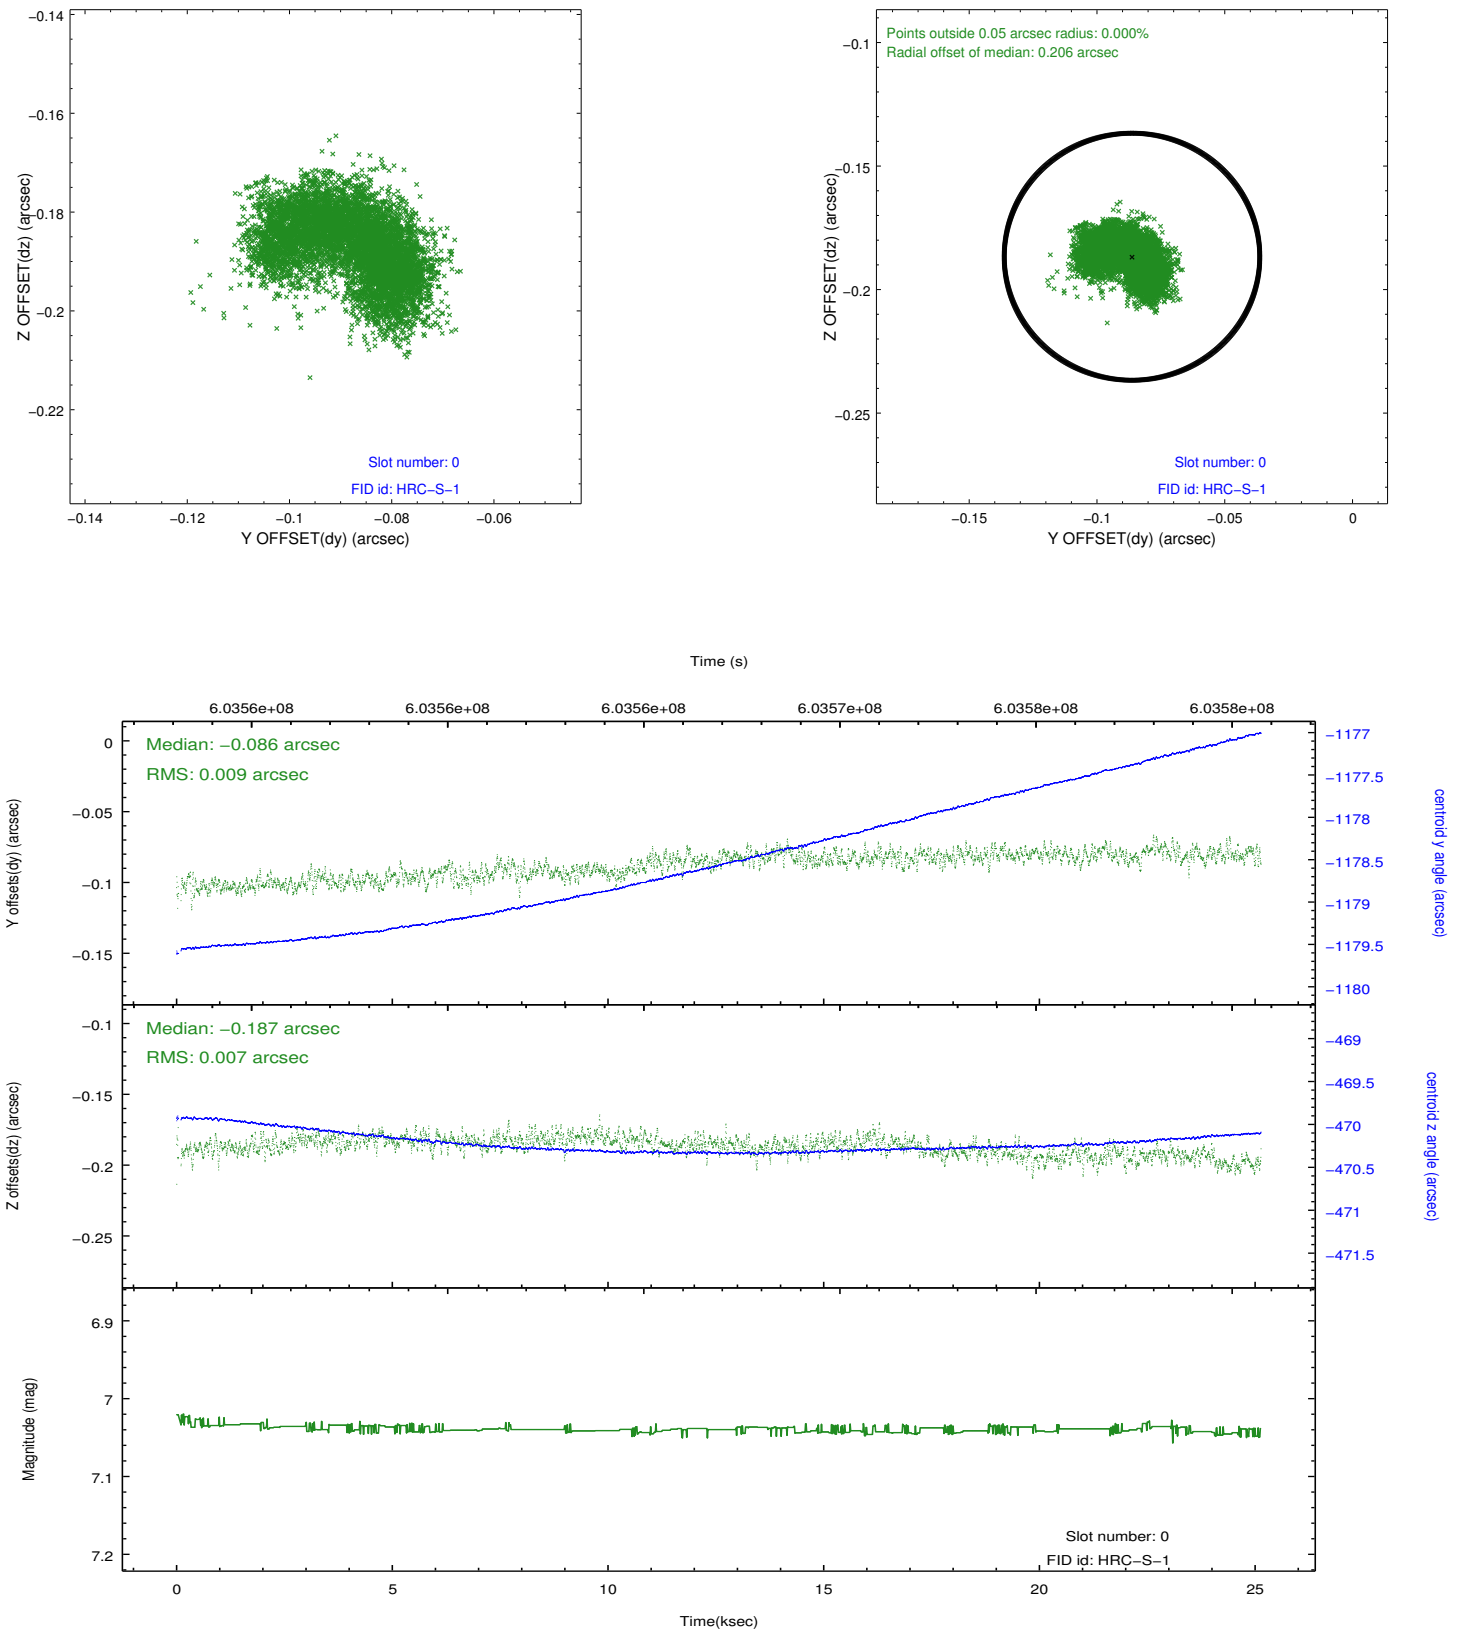 −0.14
−0.16
−0.18
−0.2
−0.22
Z OFFSET(dz) (arcsec)
Slot number: 0
FID id: HRC−S−1
−0.14
−0.12
−0.1
−0.08
−0.06
Y OFFSET(dy) (arcsec)
Points outside 0.05 arcsec radius: 0.000%
Radial offset of median: 0.206 arcsec
−0.1
−0.15
−0.2
−0.25
Z OFFSET(dz) (arcsec)
Slot number: 0
FID id: HRC−S−1
−0.15
−0.1
−0.05
0
Y OFFSET(dy) (arcsec)
Time (s)
6.0356e+08
6.0356e+08
6.0356e+08
6.0357e+08
6.0358e+08
6.0358e+08
Median: −0.086 arcsec
RMS: 0.009 arcsec
0
−0.05
−0.1
−0.15
Y offsets(dy) (arcsec)
−1177
−1177.5
−1178
−1178.5
−1179
−1179.5
−1180
centroid y angle (arcsec)
Median: −0.187 arcsec
RMS: 0.007 arcsec
−0.1
−0.15
−0.2
−0.25
Z offsets(dz) (arcsec)
−469
−469.5
−470
−470.5
−471
−471.5
centroid z angle (arcsec)
6.9
7
7.1
7.2
Magnitude (mag)
Slot number: 0
FID id: HRC−S−1
0
5
10
15
20
25
Time(ksec)